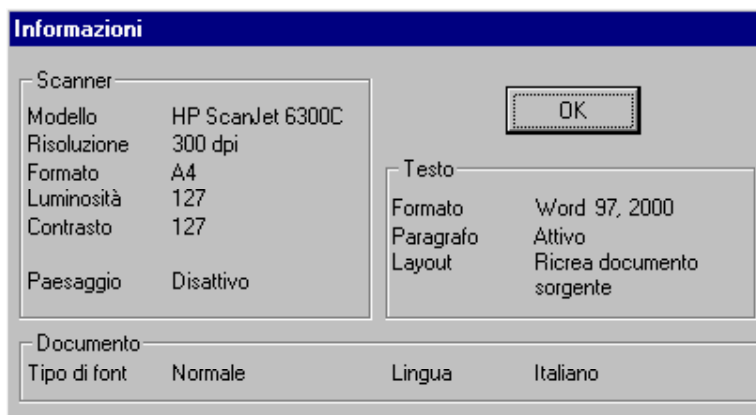 Informazioni
Scanner
Modello HP ScanJet 6300C
Risoluzione 300 dpi
Formato A4
Luminosità 127
Contrasto 127
Paesaggio Disattivo
OK
Testo
Formato Word 97, 2000
Paragrafo Attivo
Layout Ricrea documento
sorgente
Documento
Tipo di font Normale Lingua Italiano